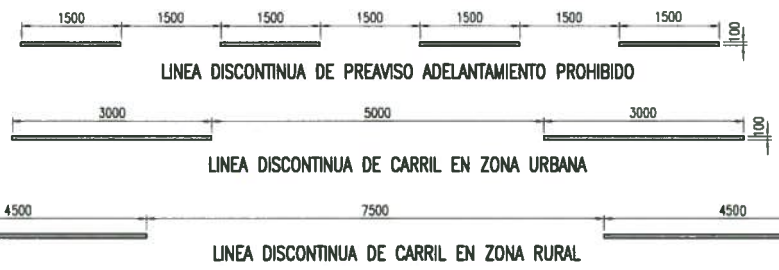 1500 1500 1500 1500 1500 1500 1500
100
LINEA DISCONTINUA DE PREAVISO ADELANTAMIENTO PROHIBIDO
3000 5000 3000
100
LINEA DISCONTINUA DE CARRIL EN ZONA URBANA
4500 7500 4500
LINEA DISCONTINUA DE CARRIL EN ZONA RURAL